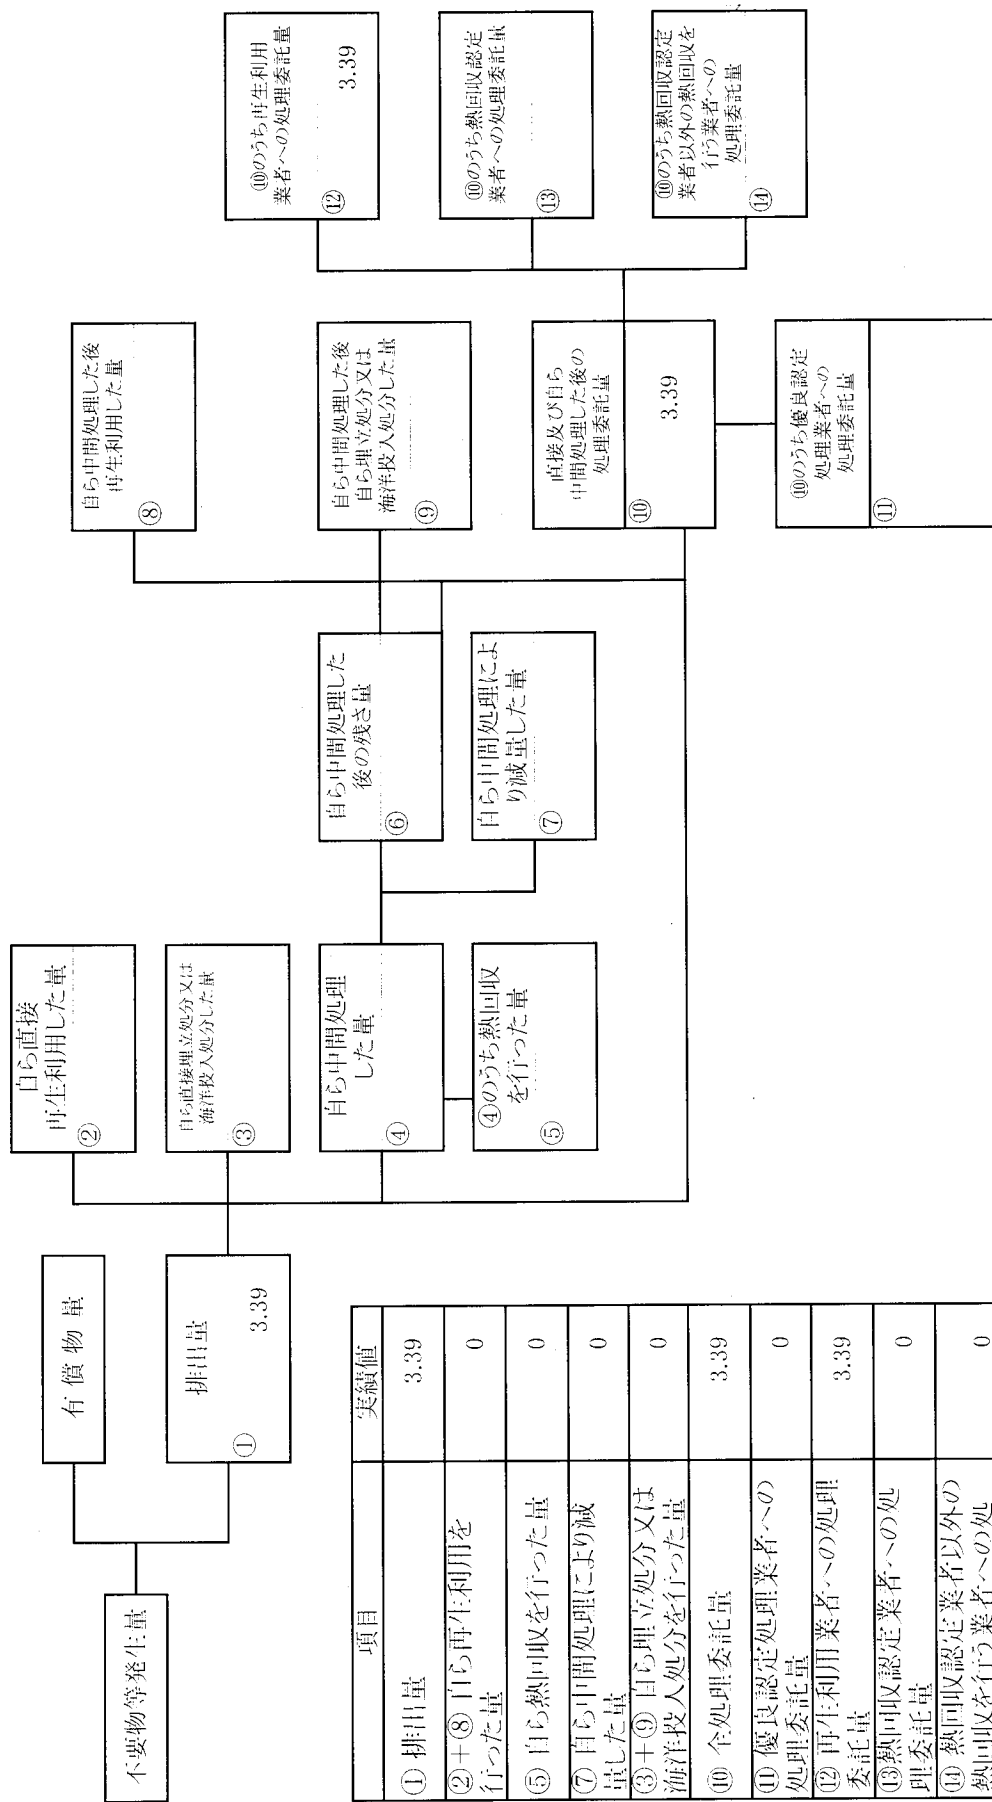 不要物等発生量
有償物量
排出量
①
3.39
自ら直接
再生利用した量
②
自ら直接埋立処分又は
海洋投入処分した量
③
自ら中間処理
した量
④
④のうち熱回収
を行った量
⑤
自ら中間処理した
後の残さ量
⑥
自ら中間処理によ
り減量した量
⑦
自ら中間処理した後
再生利用した量
⑧
自ら中間処理した後
自ら埋立処分又は
海洋投入処分した量
⑨
直接及び自ら
中間処理した後の
処理委託量
⑩
3.39
⑩のうち優良認定
処理業者への
処理委託量
⑪
⑩のうち再生利用
業者への処理委託量
⑫
3.39
⑩のうち熱回収認定
業者への処理委託量
⑬
⑩のうち熱回収認定
業者以外の熱回収を
行う業者への
処理委託量
⑭
項目 実績値
①排出量 3.39
②+⑧自ら再生利用を
行った量 0
⑤自ら熱回収を行った量 0
⑦自ら中間処理により減
量した量 0
③+⑨自ら埋立処分又は
海洋投入処分を行った量 0
⑩全処理委託量 3.39
⑪優良認定処理業者への
処理委託量 0
⑫再生利用業者への処理
委託量 3.39
⑬熱回収認定業者への処
理委託量 0
⑭熱回収認定業者以外の
熱回収を行う業者への処 0